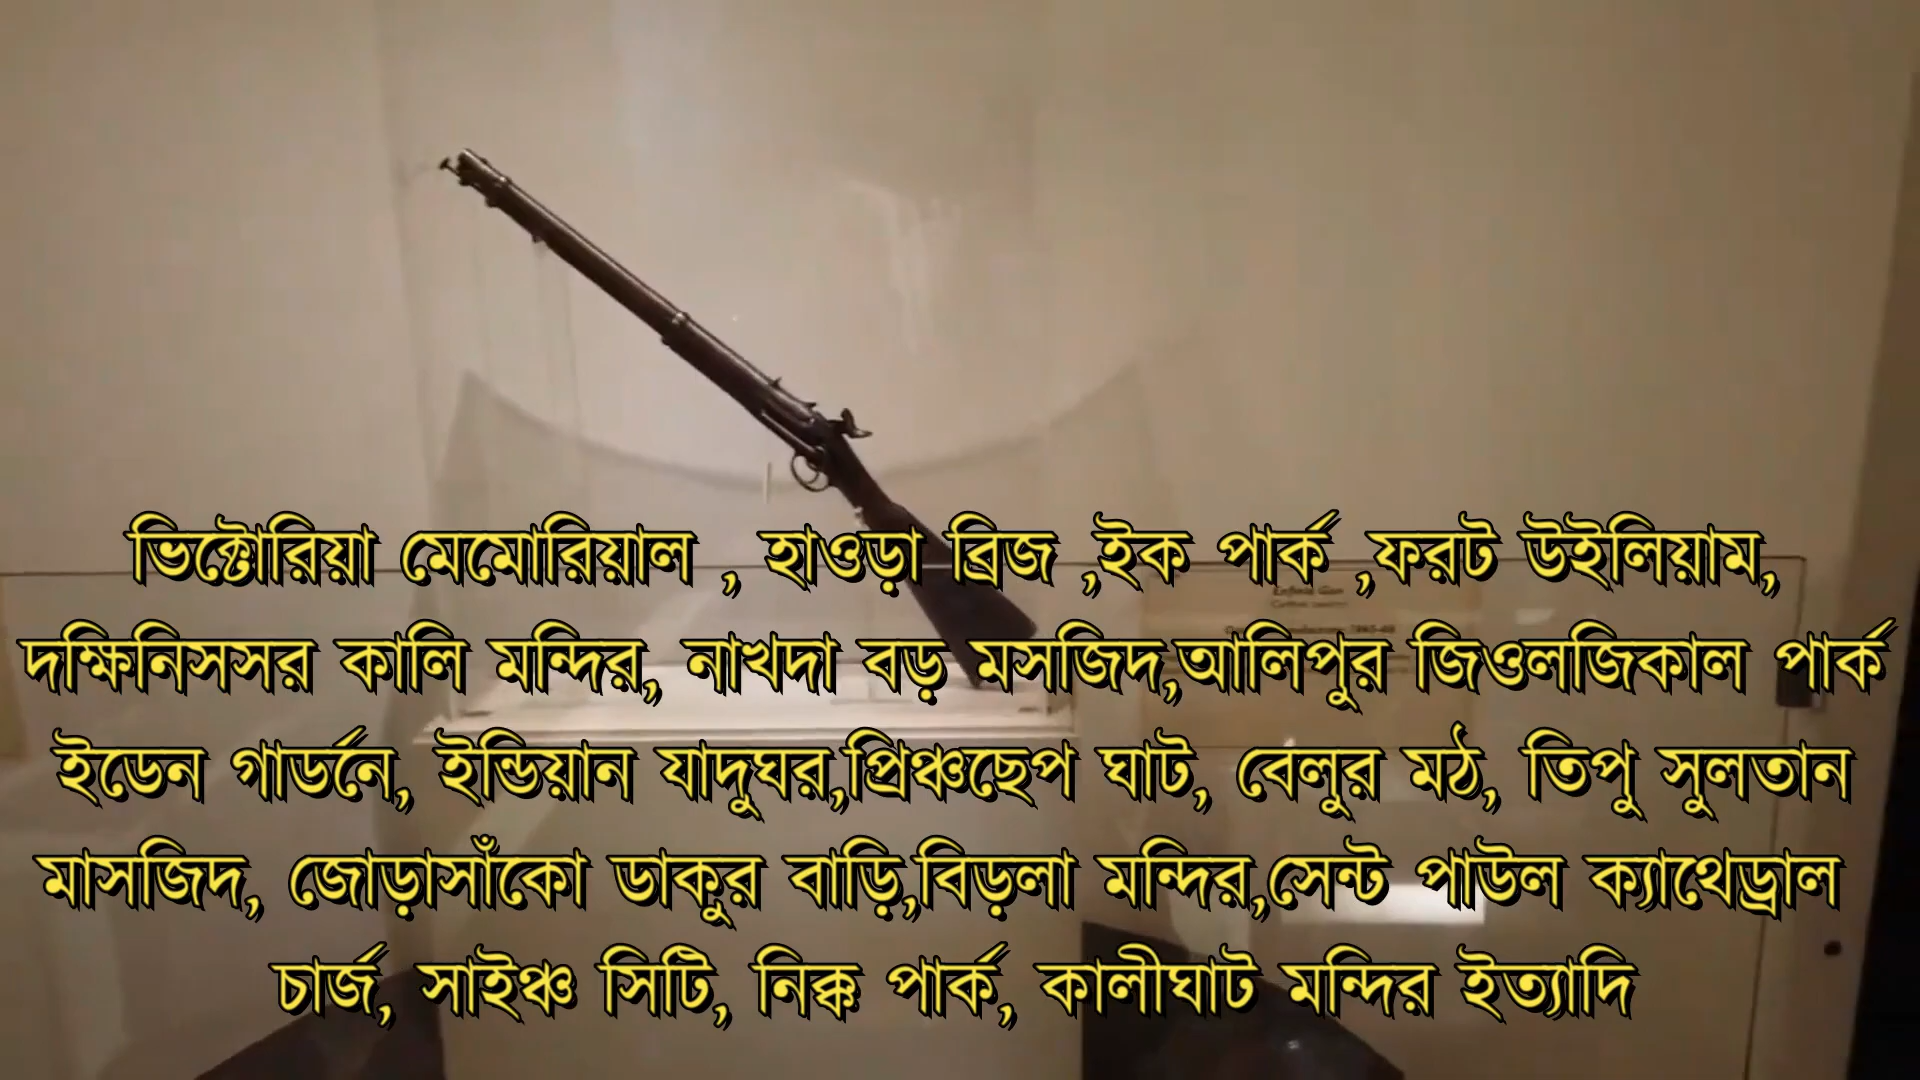 ভিক্টোরিয়া মেমোরিয়াল , হাওড়া ব্রিজ ,ইক পার্ক ,ফরট উইলিয়াম,
দক্ষিনিসসর কালি মন্দির, নাখদা বড় মসজিদ,আলিপুর জিওলজিকাল পার্ক
ইডেন গার্ডনে, ইন্ডিয়ান যাদুঘর,প্রিঞ্চছেপ ঘাট, বেলুর মঠ, তিপু সুলতান
মাসজিদ, জোড়াসাঁকো ডাকুর বাড়ি,বিড়লা মন্দির,সেন্ট পাউল ক্যাথেড্রাল
চার্জ, সাইঞ্চ সিটি, নিক্ক পার্ক, কালীঘাট মন্দির ইত্যাদি